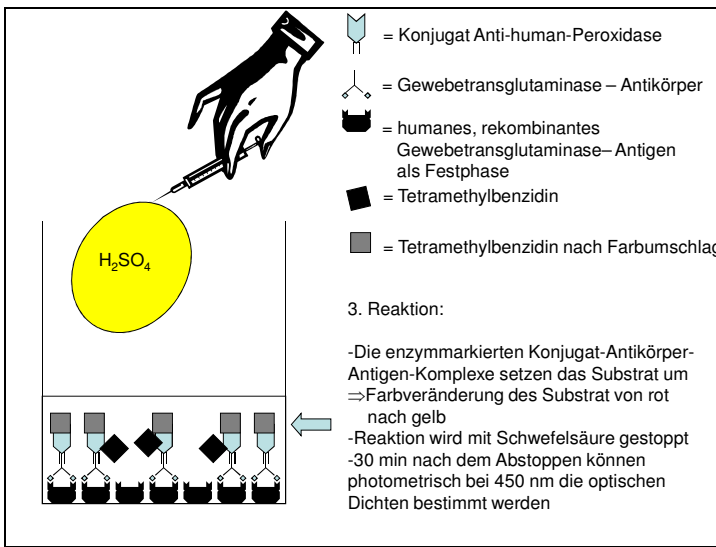 = Konjugat Anti-human-Peroxidase
= Gewebetransglutaminase – Antikörper
= humanes, rekombinantes
Gewebetransglutaminase– Antigen
als Festphase
= Tetramethylbenzidin
= Tetramethylbenzidin nach Farbumschlag
H₂SO₄
3. Reaktion:
-Die enzymmarkierten Konjugat-Antikörper-
Antigen-Komplexe setzen das Substrat um
⇒Farbveränderung des Substrat von rot
nach gelb
-Reaktion wird mit Schwefelsäure gestoppt
-30 min nach dem Abstoppen können
photometrisch bei 450 nm die optischen
Dichten bestimmt werden